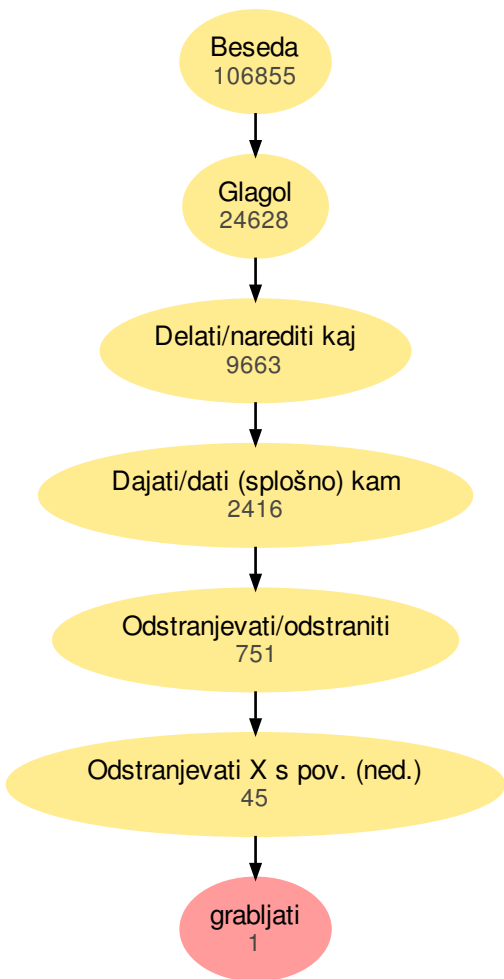 Beseda
106855
Glagol
24628
Delati/narediti kaj
9663
Dajati/dati (splošno) kam
2416
Odstranjevati/odstraniti
751
Odstranjevati X s pov. (ned.)
45
grabljati
1